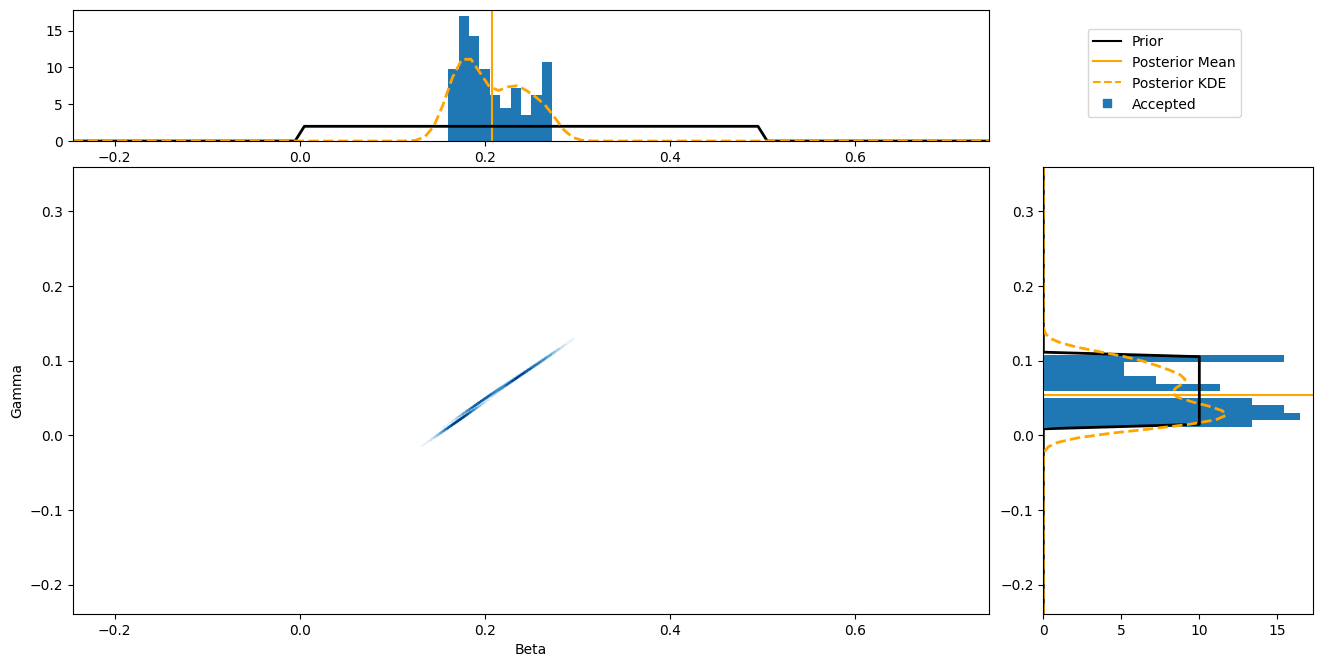 15
10
5
0
−0.2 0.0 0.2 0.4 0.6
Prior
Posterior Mean
Posterior KDE
Accepted
0.3
0.2
0.1
0.0
−0.1
−0.2
Gamma
−0.2 0.0 0.2 0.4 0.6
Beta
0.3
0.2
0.1
0.0
−0.1
−0.2
0 5 10 15